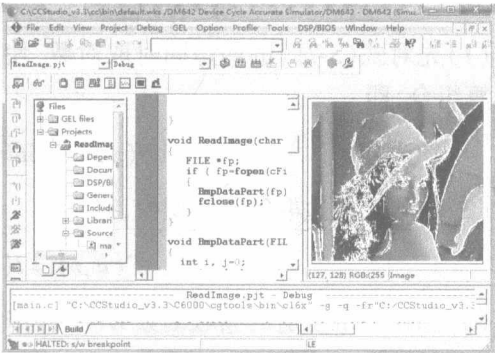 C:\CCStudio_v3.3\cc\bin\default.wks /DM642 Device Cycle Accurate Simulator/DM642 - DM642 (Simu
File Edit View Project Debug GEL Option Profile Tools DSP/BIOS Window Help
ReadImage.pjt Debug
Files
GEL files
Projects
ReadImag
Depen
Docum
DSP/BI
Genera
Include
Librari
Source
ma
}
void ReadImage(char
{
FILE *fp;
if ( fp=fopen(cFi
{
BmpDataPart(fp)
fclose(fp);
}
}
void BmpDataPart(FIL
{
int i, j=0;
(127, 128) RGB(255 Image
ReadImage.pjt - Debug
[main.c] "C:\CCStudio_v3.3\C6000\cgtools\bin\cl6x" -g -q -fr"C:/CCStudio_v3.3
Build
HALTED: s/w breakpoint
LE